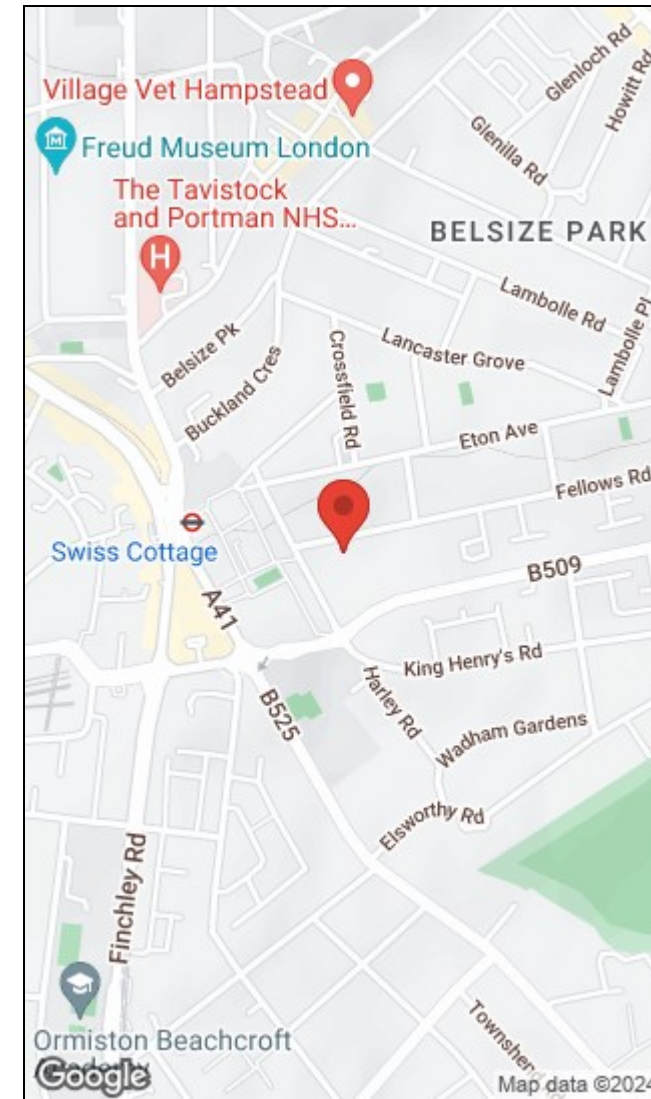 Glenloch Rd
Howitt Rd
Village Vet Hampstead
Glenilla Rd
Freud Museum London
The Tavistock
and Portman NHS...
H
BELSIZE PARK
Lambolle Rd
Lambolle Pl
Belsize Pk
Buckland Cres
Crossfield Rd
Lancaster Grove
Eton Ave
Fellows Rd
Swiss Cottage
B509
A41
King Henry's Rd
Harley Rd
B525
Wadham Gardens
Elsworthy Rd
Finchley Rd
Ormiston Beachcroft
Google
Map data ©2024